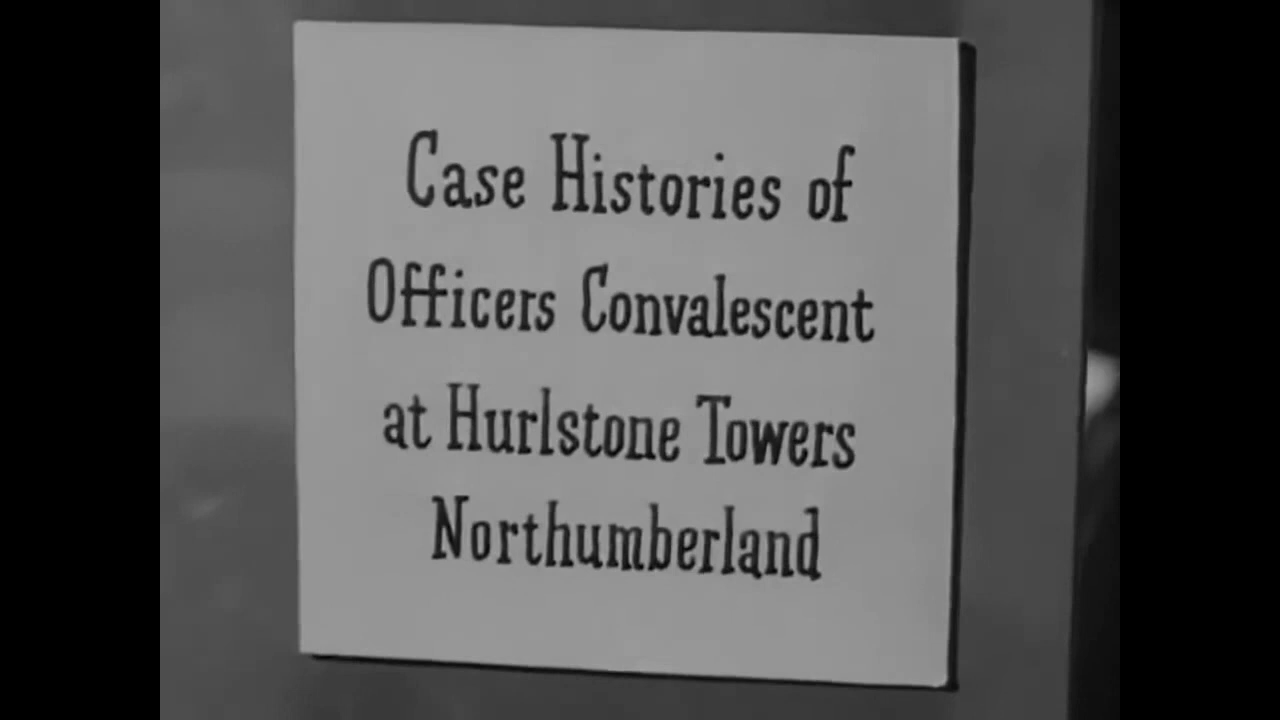 Case Histories of
Officers Convalescent
at Hurlstone Towers
Northumberland